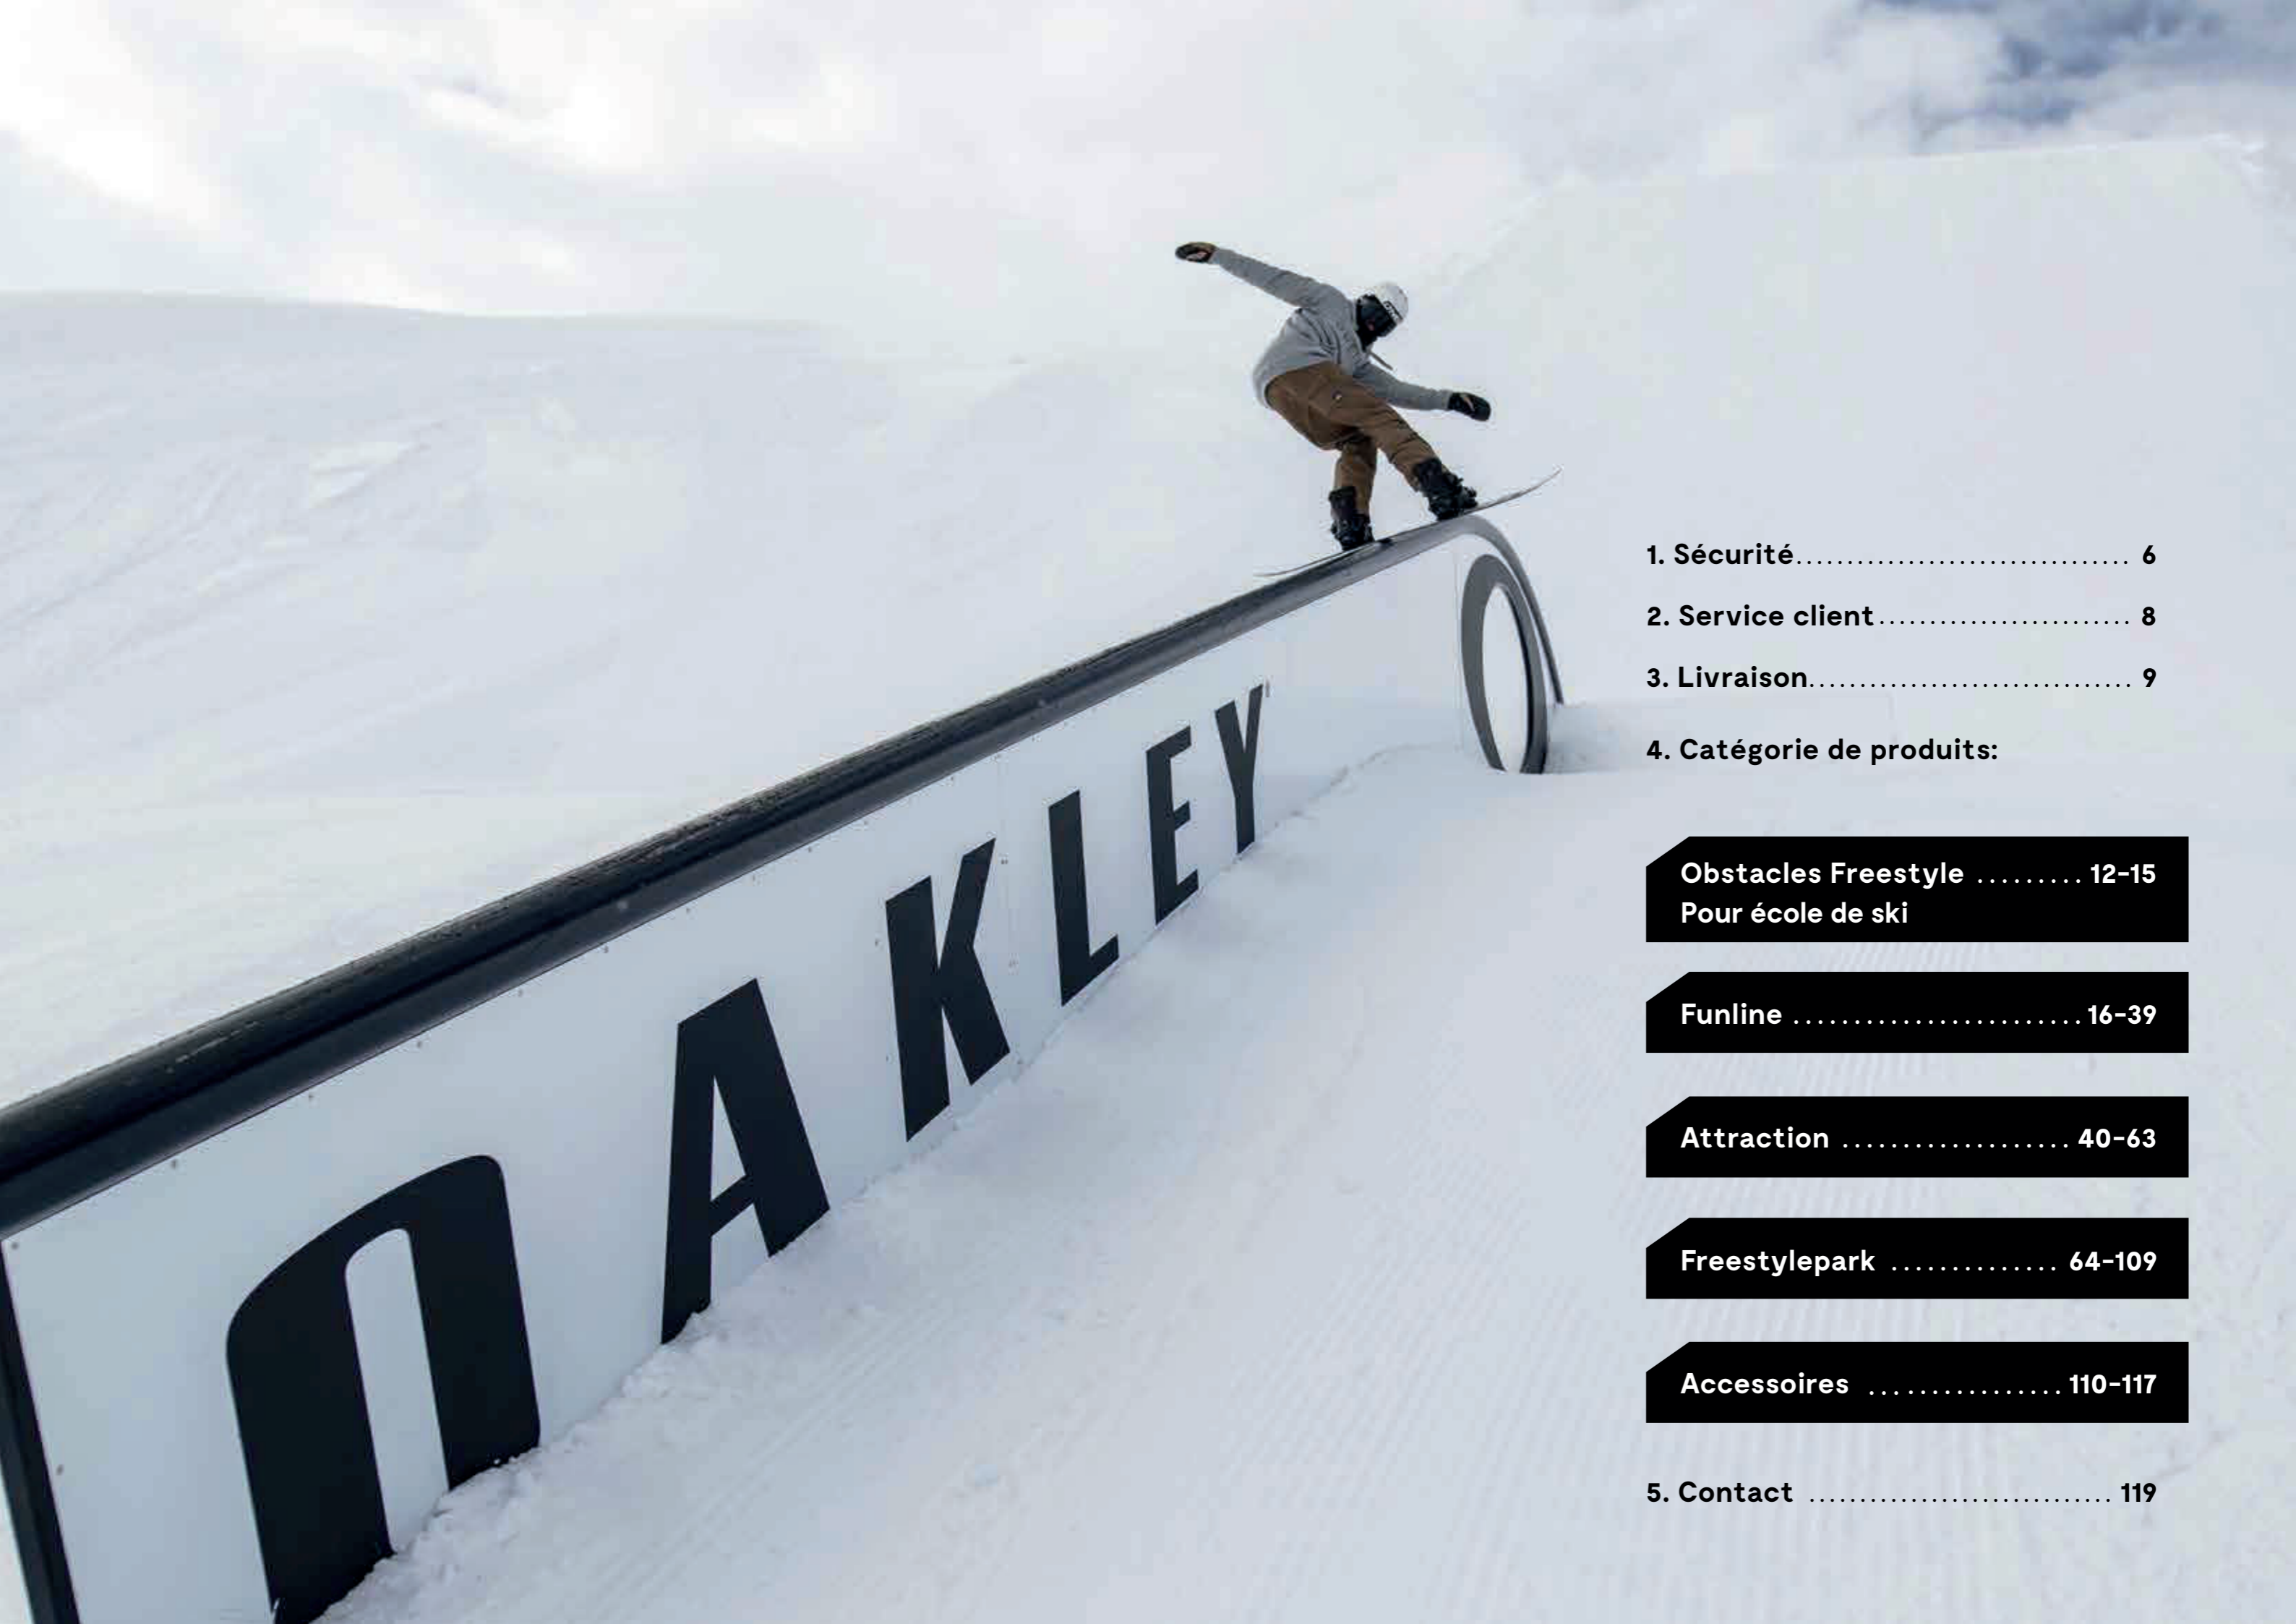 OAKLEY
1. Sécurité................................. 6
2. Service client......................... 8
3. Livraison................................ 9
4. Catégorie de produits:
Obstacles Freestyle ......... 12-15
Pour école de ski
Funline ........................ 16-39
Attraction ................... 40-63
Freestylepark .............. 64-109
Accessoires ................ 110-117
5. Contact .............................. 119